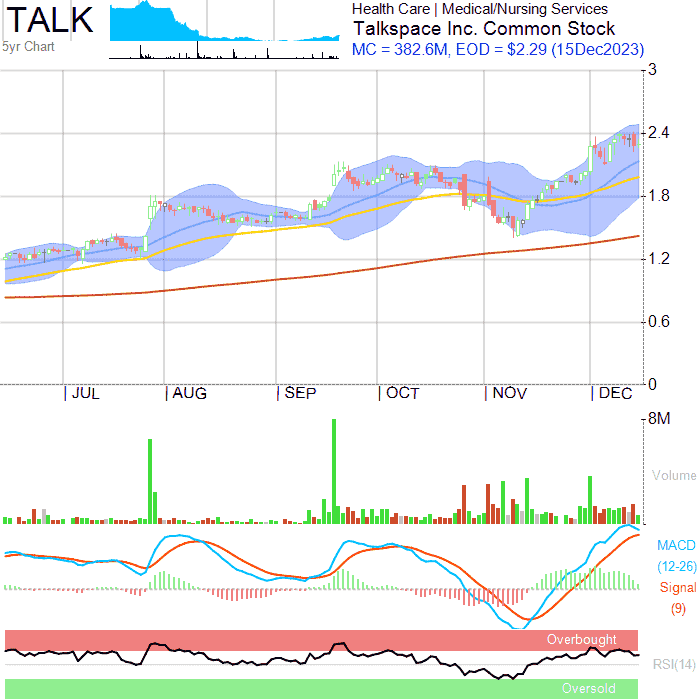 TALK
5yr Chart
Health Care | Medical/Nursing Services
Talkspace Inc. Common Stock
MC = 382.6M, EOD = $2.29 (15Dec2023)
3
2.4
1.8
1.2
0.6
0
| JUL | AUG | SEP | OCT | NOV | DEC
8M
Volume
MACD
(12-26)
Signal
(9)
Overbought
RSI(14)
Oversold